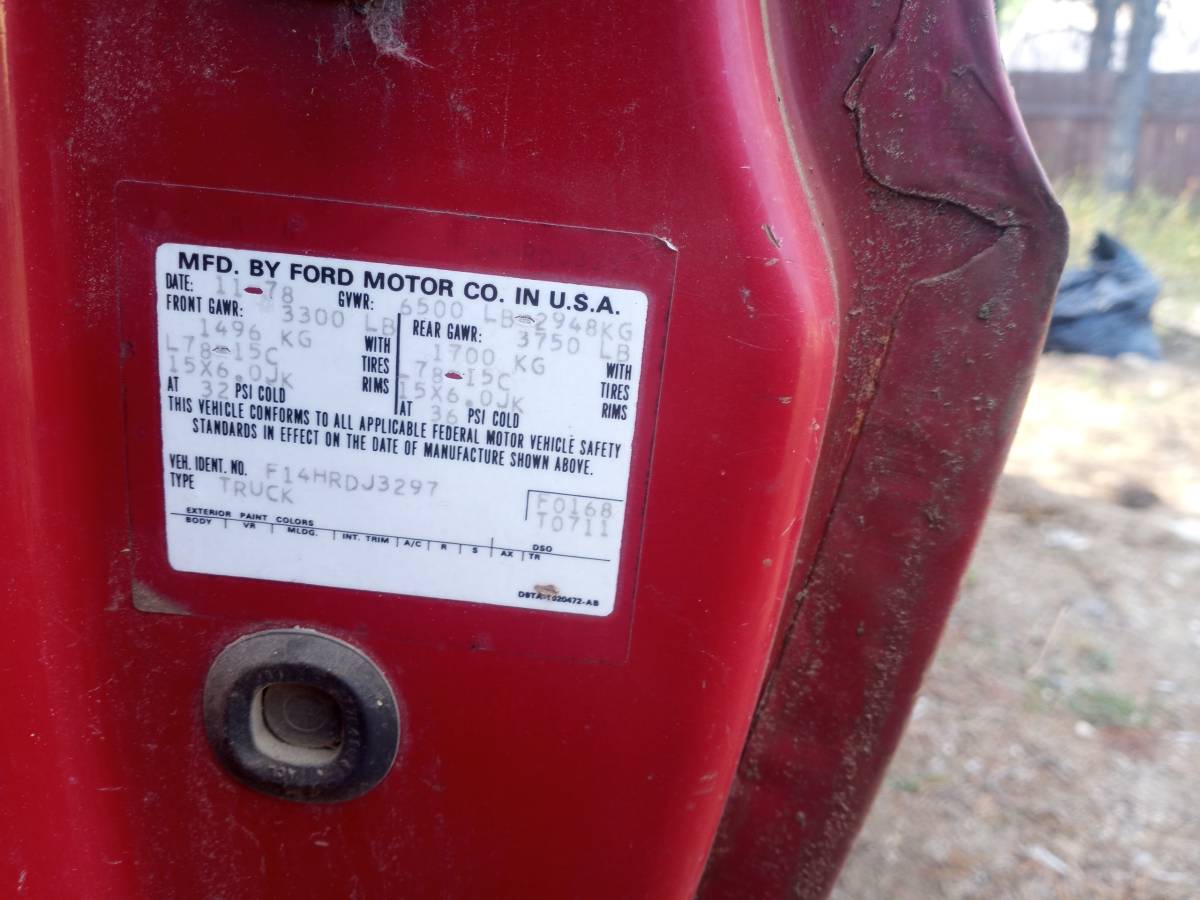 MFD. BY FORD MOTOR CO. IN U.S.A.
DATE: 11-78 GVWR: 6500 LB-2948KG
FRONT GAWR: 3300 LB REAR GAWR: 3750 LB
1496 KG WITH 1700 KG WITH
L78-15C TIRES L78-15C TIRES
15X6.0JK RIMS 15X6.0JK RIMS
AT 32 PSI COLD AT 36 PSI COLD
THIS VEHICLE CONFORMS TO ALL APPLICABLE FEDERAL MOTOR VEHICLE SAFETY
STANDARDS IN EFFECT ON THE DATE OF MANUFACTURE SHOWN ABOVE.
VEH. IDENT. NO. F14HRDJ3297
TYPE TRUCK F0168
T0711
EXTERIOR PAINT COLORS DSO
BODY VR MLDG. INT. TRIM A/C R S AX TR